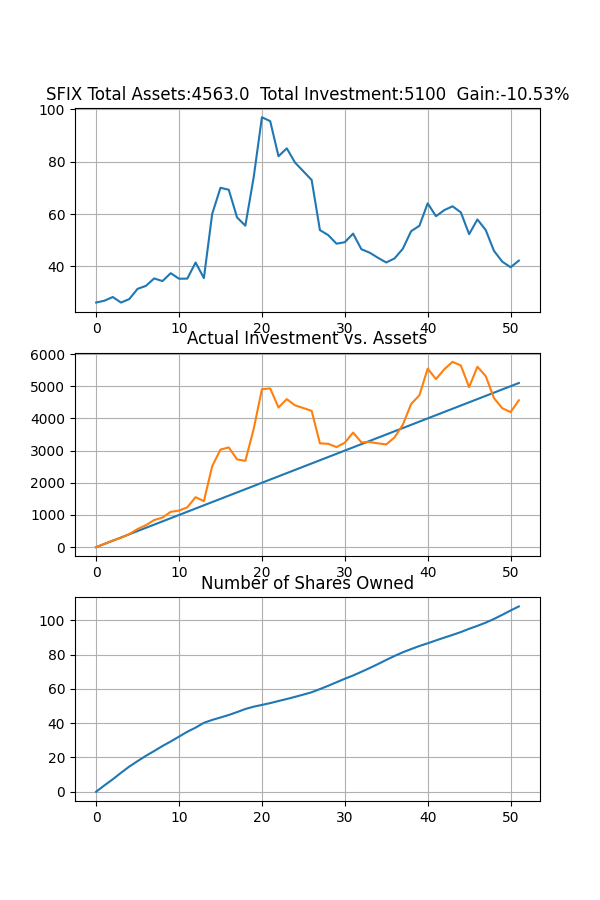 SFIX Total Assets:4563.0  Total Investment:5100  Gain:-10.53%
100
80
60
40
0 10 20 30 40 50
Actual Investment vs. Assets
6000
5000
4000
3000
2000
1000
0
0 10 20 30 40 50
Number of Shares Owned
100
80
60
40
20
0
0 10 20 30 40 50